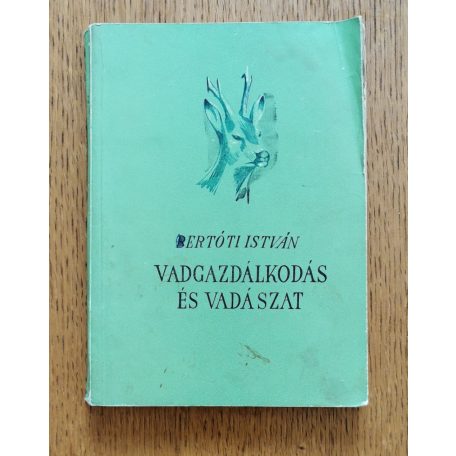 BERTÓTI ISTVÁN
VADGAZDÁLKODÁS
ÉS VADÁSZAT